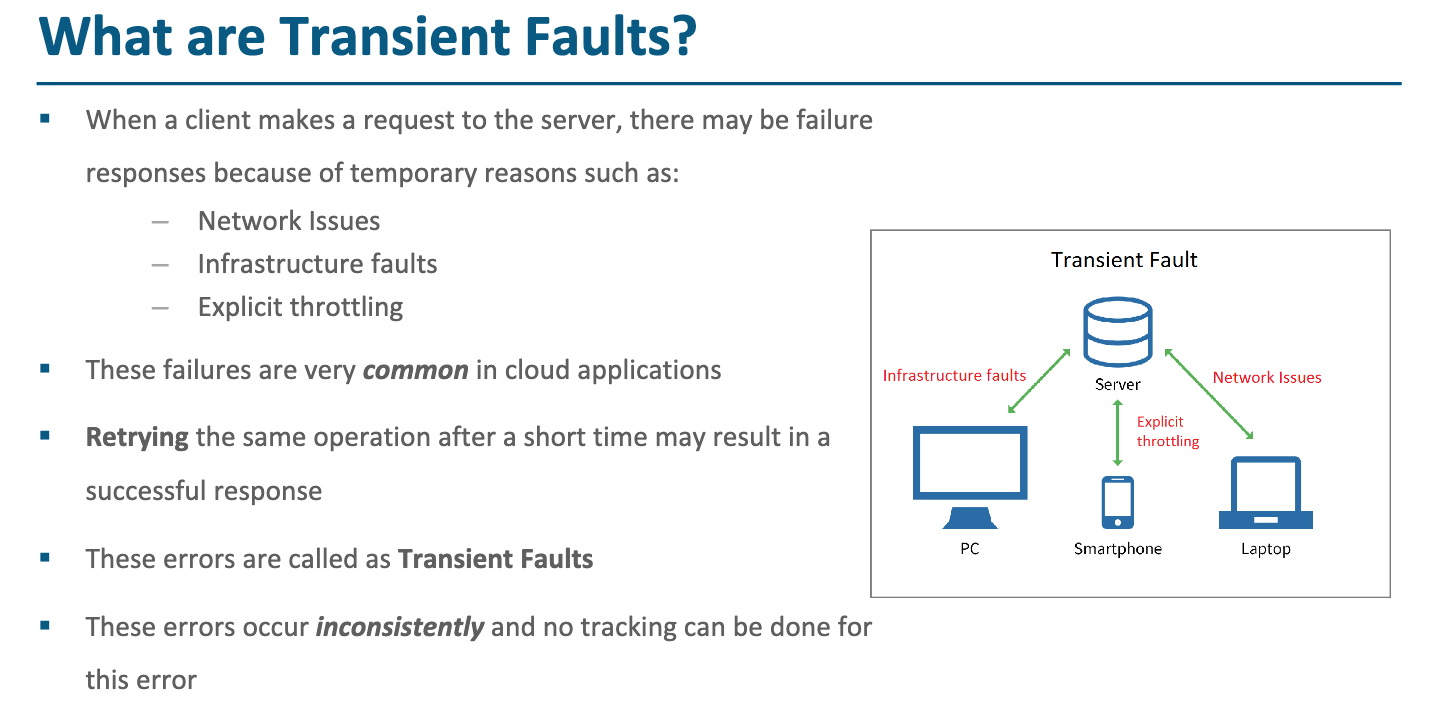 What are Transient Faults?
▪ When a client makes a request to the server, there may be failure
responses because of temporary reasons such as:
– Network Issues
– Infrastructure faults
– Explicit throttling
▪ These failures are very common in cloud applications
▪ Retrying the same operation after a short time may result in a
successful response
▪ These errors are called as Transient Faults
▪ These errors occur inconsistently and no tracking can be done for
this error
Transient Fault
Server
Infrastructure faults
Network Issues
Explicit
throttling
PC
Smartphone
Laptop